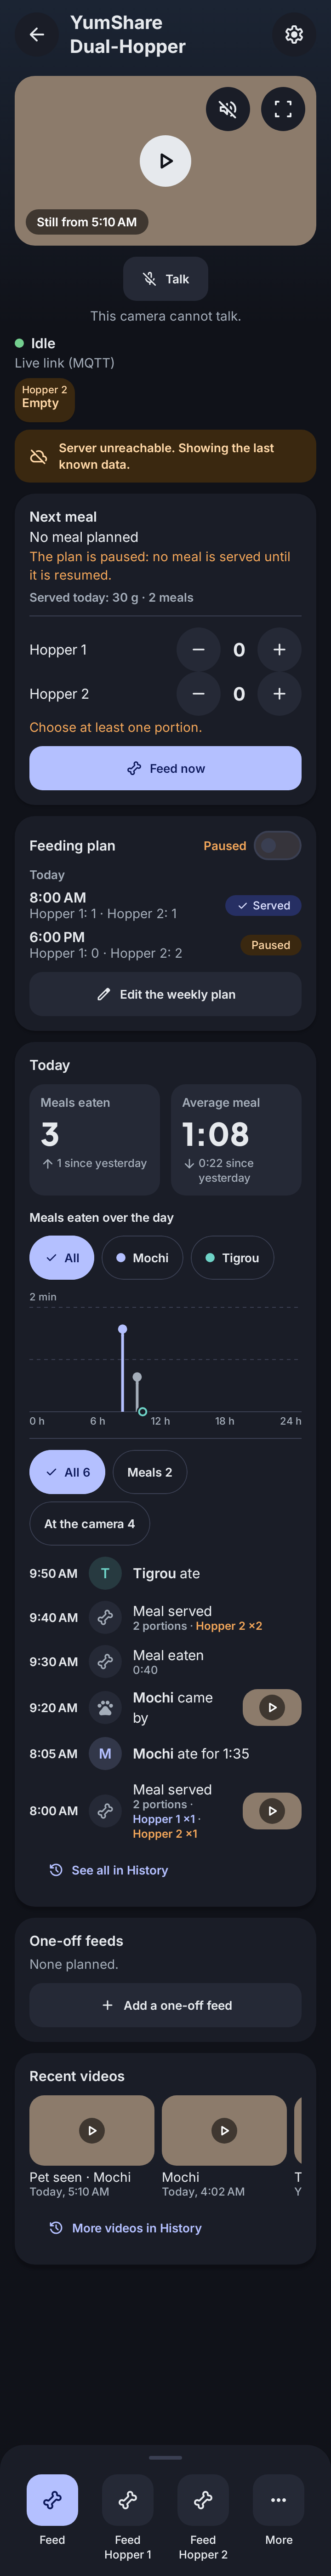 YumShare
Dual-Hopper
Still from 5:10 AM
Talk
This camera cannot talk.
Idle
Live link (MQTT)
Hopper 2
Empty
Server unreachable. Showing the last
known data.
Next meal
No meal planned
The plan is paused: no meal is served until
it is resumed.
Served today: 30 g · 2 meals
Hopper 1
0
Hopper 2
0
Choose at least one portion.
Feed now
Feeding plan
Paused
Today
8:00 AM
Hopper 1: 1 · Hopper 2: 1
Served
6:00 PM
Hopper 1: 0 · Hopper 2: 2
Paused
Edit the weekly plan
Today
Meals eaten
3
1 since yesterday
Average meal
1:08
0:22 since
yesterday
Meals eaten over the day
All
Mochi
Tigrou
2 min
0 h 6 h 12 h 18 h 24 h
All 6
Meals 2
At the camera 4
9:50 AM
T
Tigrou ate
9:40 AM
Meal served
2 portions · Hopper 2 ×2
9:30 AM
Meal eaten
0:40
9:20 AM
Mochi came
by
8:05 AM
M
Mochi ate for 1:35
8:00 AM
Meal served
2 portions ·
Hopper 1 ×1 ·
Hopper 2 ×1
See all in History
One-off feeds
None planned.
Add a one-off feed
Recent videos
Pet seen · Mochi
Today, 5:10 AM
Mochi
Today, 4:02 AM
T
Y
More videos in History
Feed
Feed
Hopper 1
Feed
Hopper 2
More